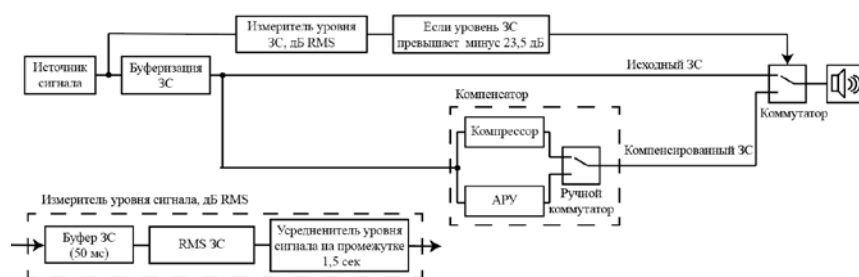 Измеритель уровня
ЗС, дБ RMS
Если уровень ЗС
превышает минус 23,5 дБ
Источник
сигнала
Буферизация
ЗС
Исходный ЗС
Коммутатор
Компенсатор
Компрессор
АРУ
Ручной
коммутатор
Компенсированный ЗС
Измеритель уровня сигнала, дБ RMS
Буфер ЗС
(50 мс)
RMS ЗС
Усреднитель уровня
сигнала на промежутке
1,5 сек